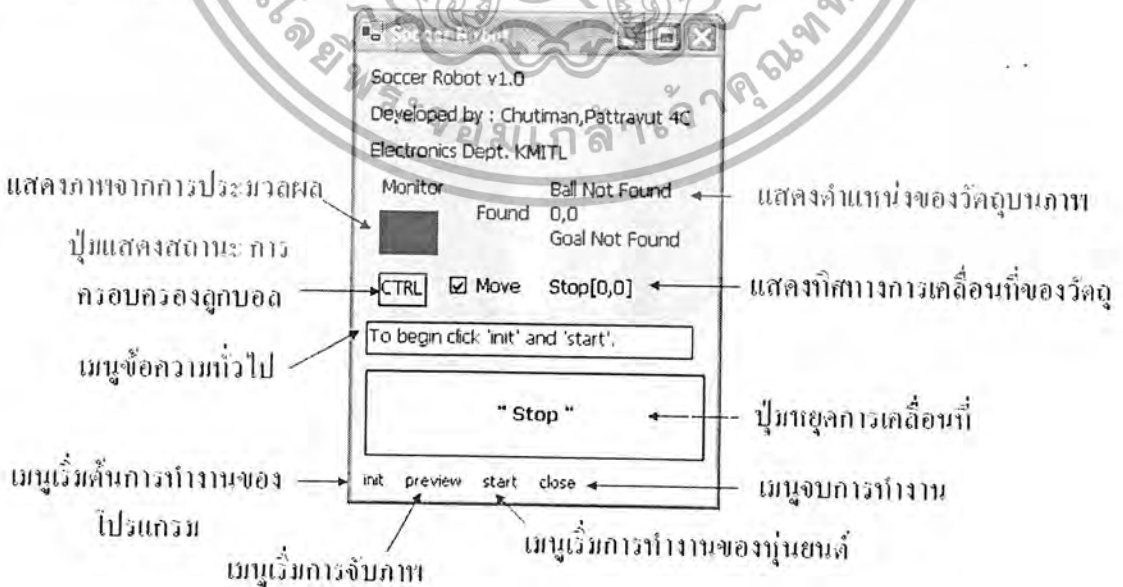 Soccer Robot
Soccer Robot v1.0
Developed by : Chutiman,Pattravut 4C
Electronics Dept. KMITL
แสดงภาพจากการประมวลผล
Monitor
Ball Not Found
Found 0,0
Goal Not Found
แสดงตำแหน่งของวัตถุบนภาพ
ปุ่มแสดงสถานะ การ
ครอบครองลูกบอล
CTRL
Move
Stop[0,0]
แสดงทิศทางการเคลื่อนที่ของวัตถุ
To begin click 'init' and 'start'.
เมนูข้อความทั่วไป
" Stop "
ปุ่มหยุดการเคลื่อนที่
เมนูเริ่มต้นการทำงานของ
โปรแกรม
init preview start close
เมนูจบการทำงาน
เมนูเริ่มการทำงานของหุ่นยนต์
เมนูเริ่มการจับภาพ